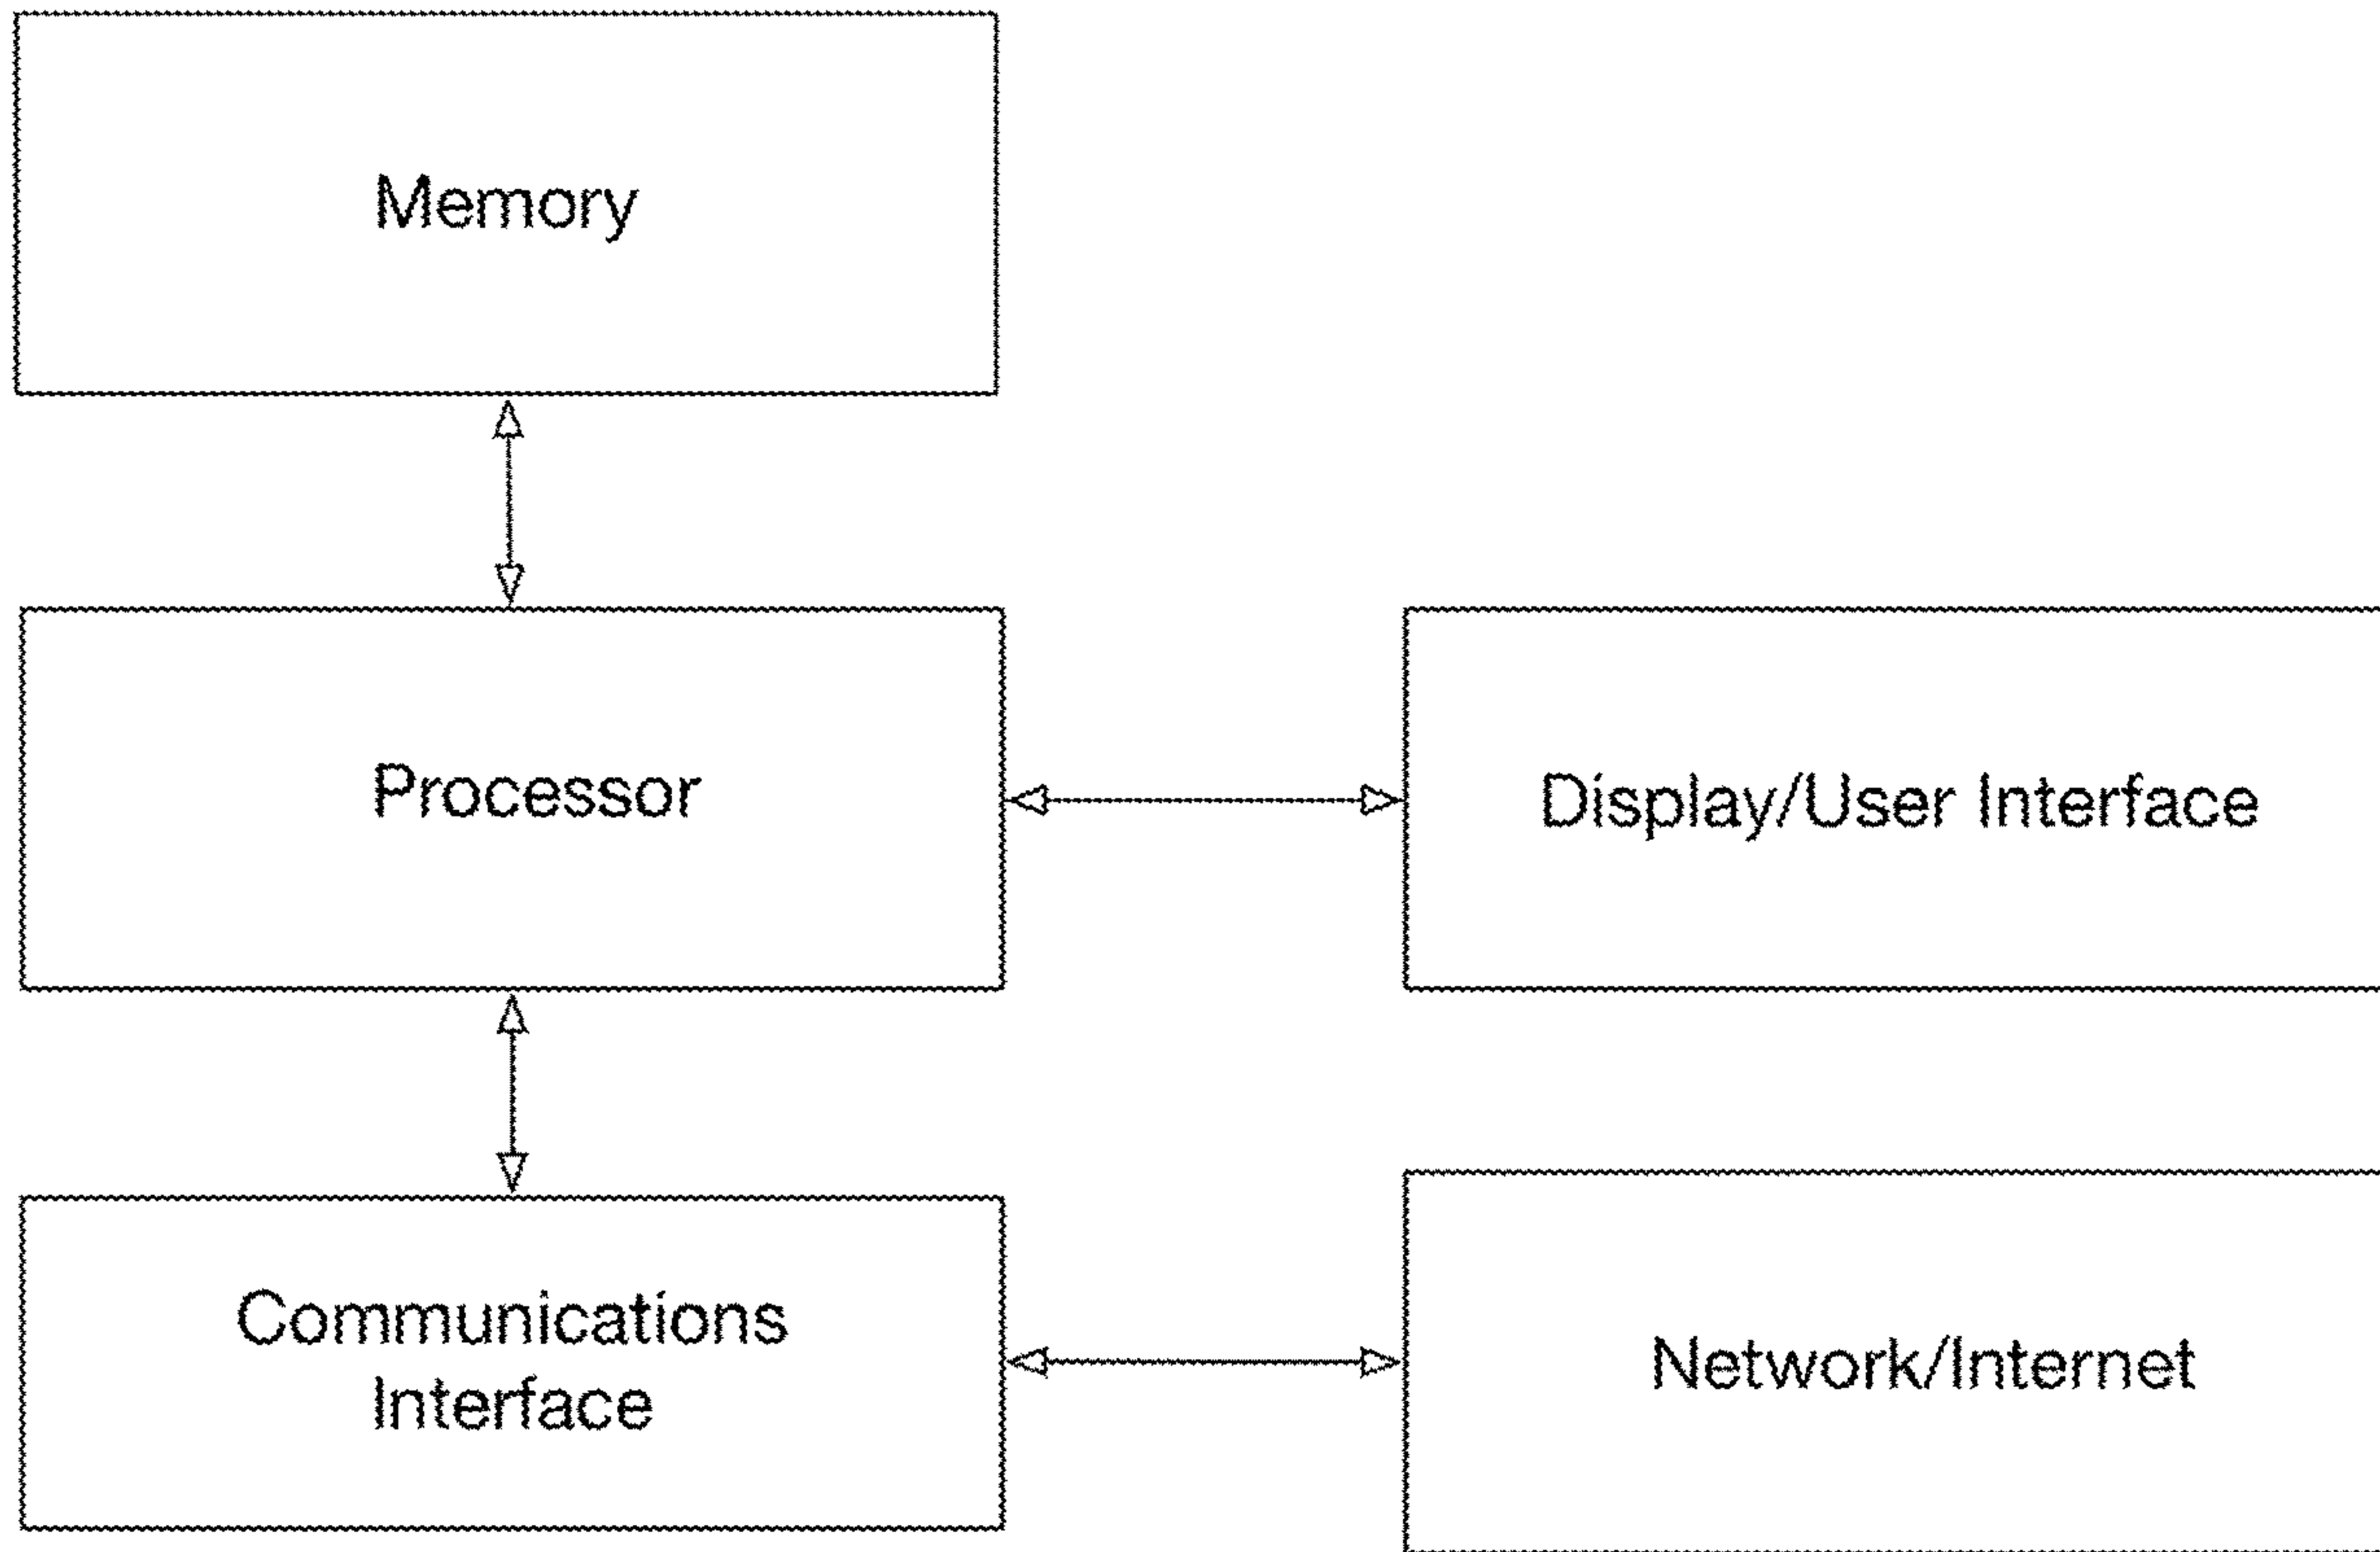 Memory
Processor
Display/User Interface
Communications
Interface
Network/Internet